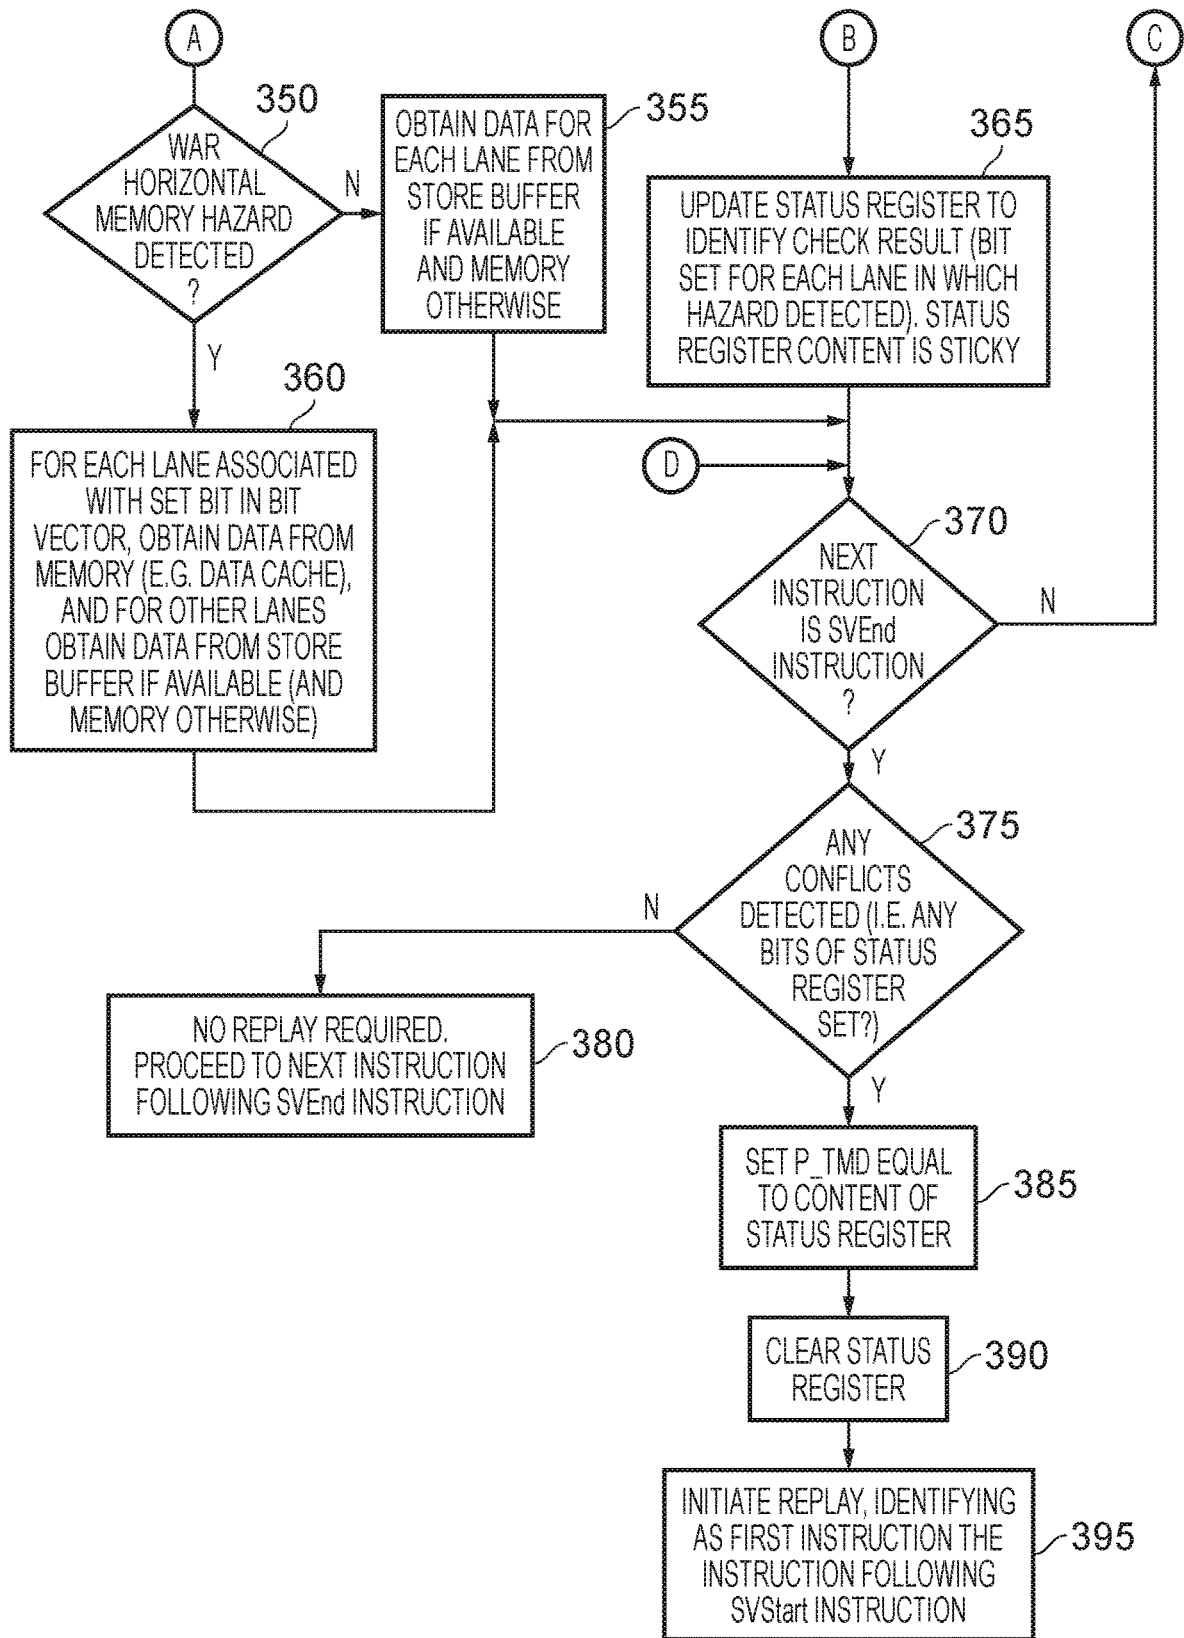 A
B
C
350
WAR
HORIZONTAL
MEMORY HAZARD
DETECTED
?
N
Y
355
OBTAIN DATA FOR
EACH LANE FROM
STORE BUFFER
IF AVAILABLE
AND MEMORY
OTHERWISE
365
UPDATE STATUS REGISTER TO
IDENTIFY CHECK RESULT (BIT
SET FOR EACH LANE IN WHICH
HAZARD DETECTED). STATUS
REGISTER CONTENT IS STICKY
360
FOR EACH LANE ASSOCIATED
WITH SET BIT IN BIT
VECTOR, OBTAIN DATA FROM
MEMORY (E.G. DATA CACHE),
AND FOR OTHER LANES
OBTAIN DATA FROM STORE
BUFFER IF AVAILABLE (AND
MEMORY OTHERWISE)
D
370
NEXT
INSTRUCTION
IS SVEnd
INSTRUCTION
?
N
Y
375
ANY
CONFLICTS
DETECTED (I.E. ANY
BITS OF STATUS
REGISTER
SET?)
N
Y
NO REPLAY REQUIRED.
PROCEED TO NEXT INSTRUCTION
FOLLOWING SVEnd INSTRUCTION
380
SET P_TMD EQUAL
TO CONTENT OF
STATUS REGISTER
385
CLEAR STATUS
REGISTER
390
INITIATE REPLAY, IDENTIFYING
AS FIRST INSTRUCTION THE
INSTRUCTION FOLLOWING
SVStart INSTRUCTION
395